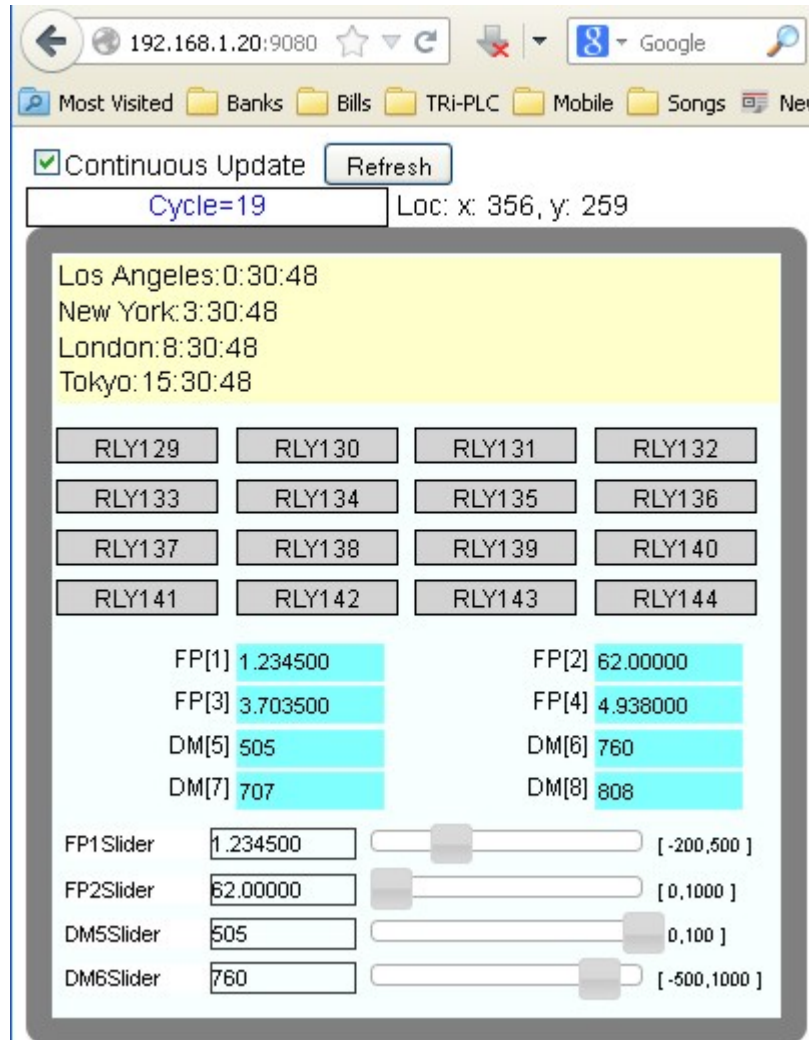 192.168.1.20:9080 8 Google
Most Visited Banks Bills TRi-PLC Mobile Songs
Continuous Update Refresh
Cycle=19 Loc: x: 356, y: 259
Los Angeles:0:30:48
New York:3:30:48
London:8:30:48
Tokyo:15:30:48
RLY129 RLY130 RLY131 RLY132
RLY133 RLY134 RLY135 RLY136
RLY137 RLY138 RLY139 RLY140
RLY141 RLY142 RLY143 RLY144
FP[1] 1.234500 FP[2] 62.00000
FP[3] 3.703500 FP[4] 4.938000
DM[5] 505 DM[6] 760
DM[7] 707 DM[8] 808
FP1Slider 1.234500 [ -200,500 ]
FP2Slider 62.00000 [ 0,1000 ]
DM5Slider 505 0,100 ]
DM6Slider 760 [ -500,1000 ]